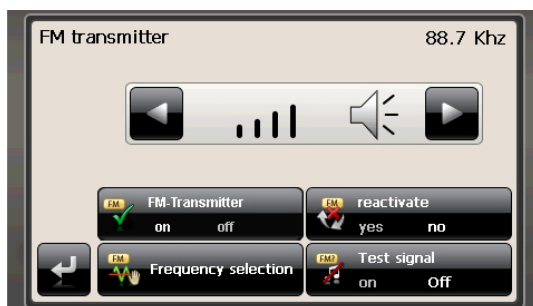 FM transmitter 88.7 Khz
FM FM-Transmitter
on off
FM reactivate
yes no
FM Frequency selection
FM? Test signal
on Off